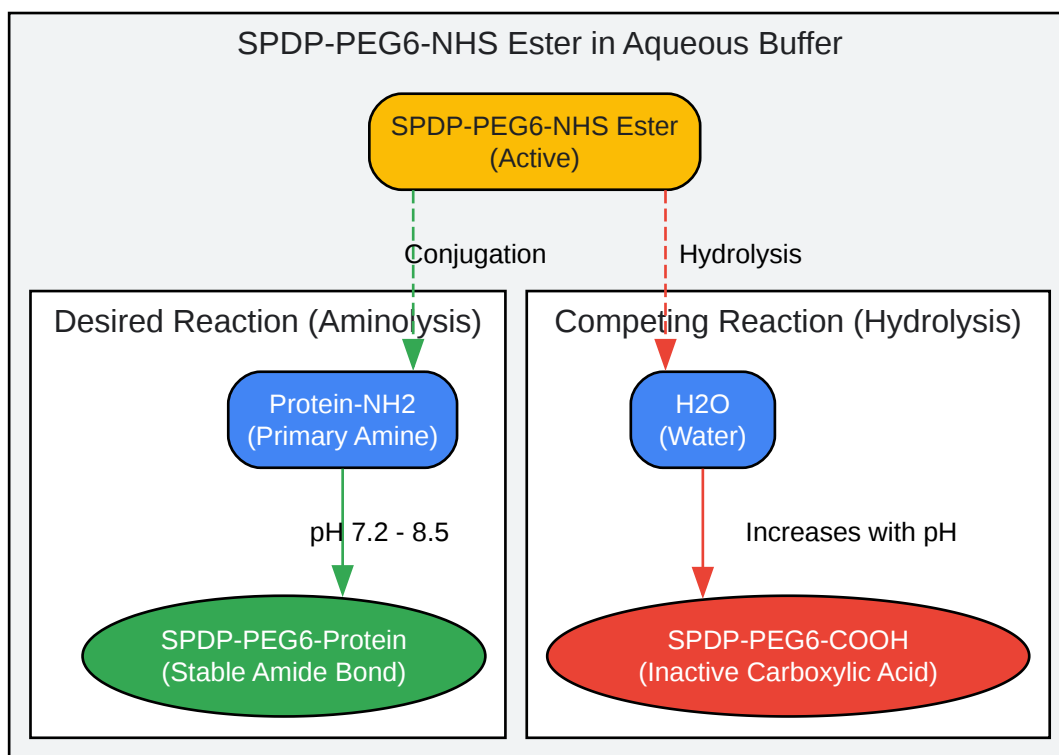 SPDP-PEG6-NHS Ester in Aqueous Buffer
SPDP-PEG6-NHS Ester
(Active)
Conjugation
Hydrolysis
Desired Reaction (Aminolysis)
Competing Reaction (Hydrolysis)
Protein-NH2
(Primary Amine)
H2O
(Water)
pH 7.2 - 8.5
Increases with pH
SPDP-PEG6-Protein
(Stable Amide Bond)
SPDP-PEG6-COOH
(Inactive Carboxylic Acid)